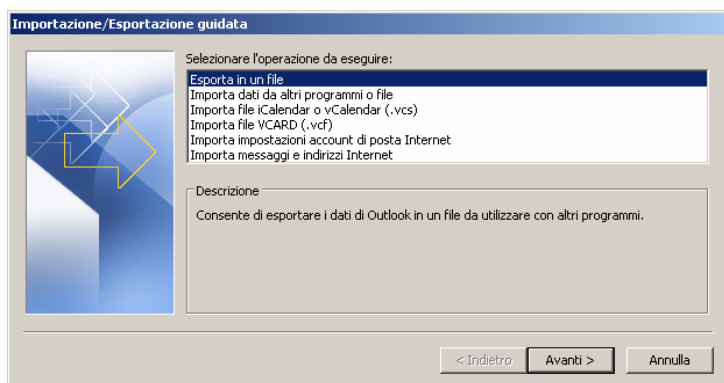 Importazione/Esportazione guidata
Selezionare l'operazione da eseguire:
Esporta in un file
Importa dati da altri programmi o file
Importa file iCalendar o vCalendar (.vcs)
Importa file VCARD (.vcf)
Importa impostazioni account di posta Internet
Importa messaggi e indirizzi Internet
Descrizione
Consente di esportare i dati di Outlook in un file da utilizzare con altri programmi.
< Indietro Avanti > Annulla